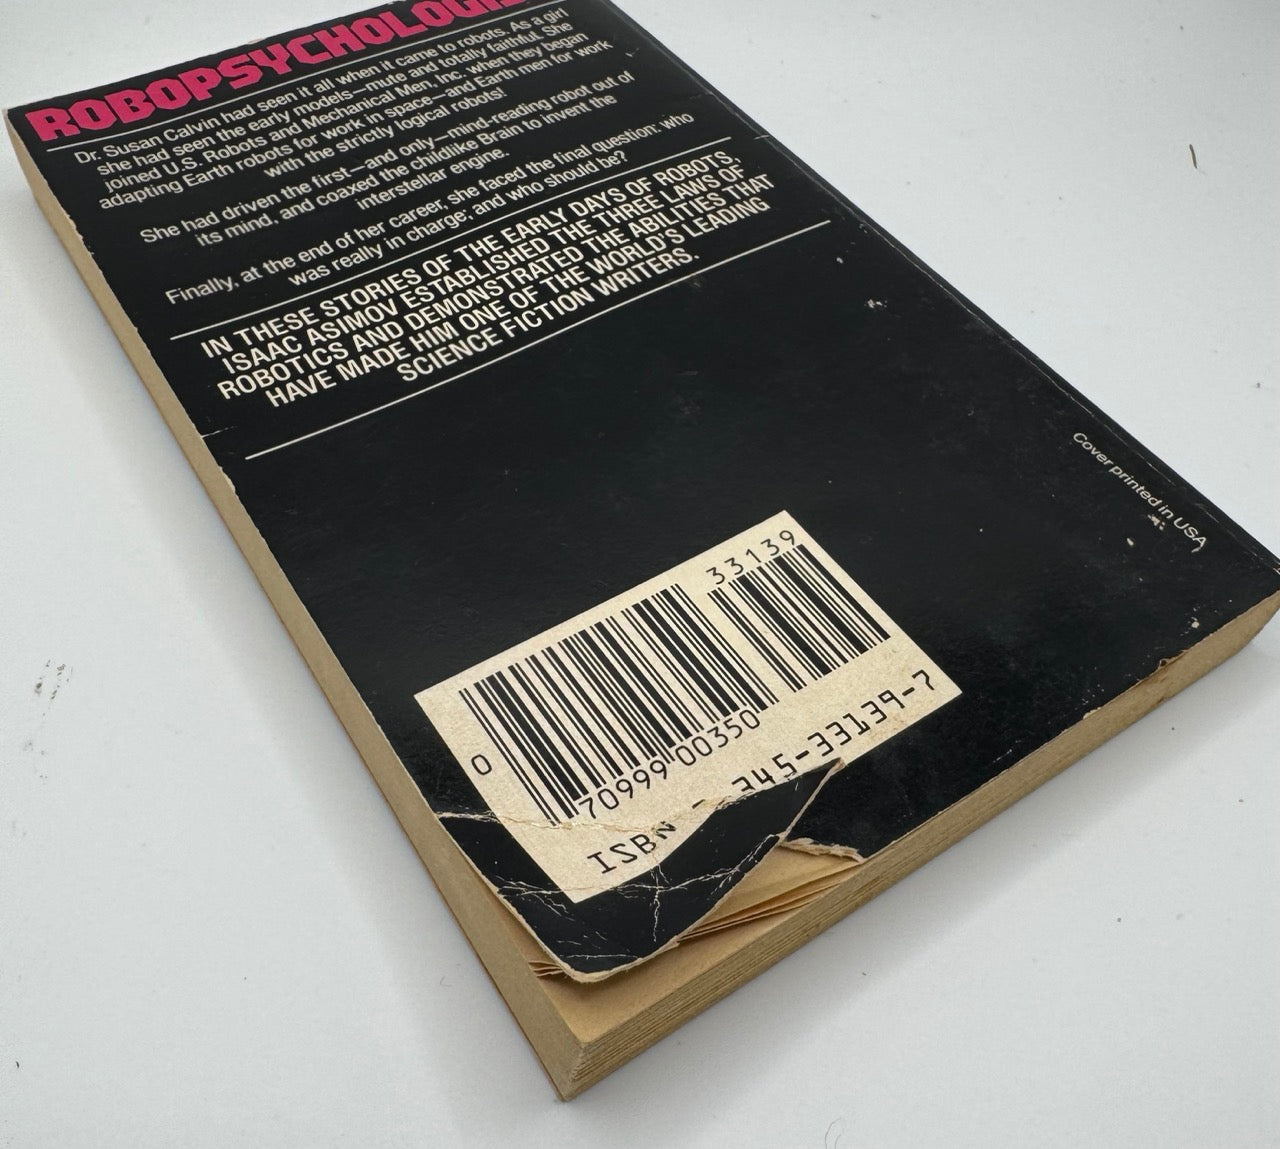 ROBOPSYCHOLOGIS
Dr. Susan Calvin had seen it all when it came to robots. As a girl
she had seen the early models—mute and totally faithful. She
joined U.S. Robots and Mechanical Men, Inc. when they began
adapting Earth robots for work in space—and Earth men for work
with the strictly logical robots!
She had driven the first—and only—mind-reading robot out of
its mind, and coaxed the childlike Brain to invent the
interstellar engine.
Finally, at the end of her career, she faced the final question: who
was really in charge; and who should be?
IN THESE STORIES OF THE EARLY DAYS OF ROBOTS,
ISAAC ASIMOV ESTABLISHED THE THREE LAWS OF
ROBOTICS AND DEMONSTRATED THE ABILITIES THAT
HAVE MADE HIM ONE OF THE WORLD'S LEADING
SCIENCE FICTION WRITERS.
Cover printed in USA
33139
0 70999 00350
ISBN 345-33139-7